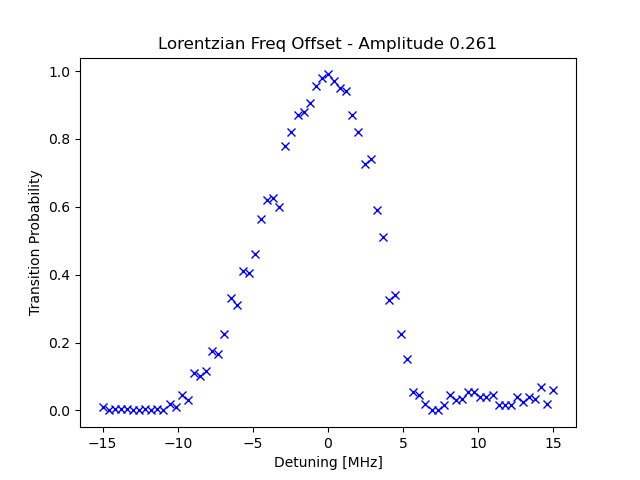 Lorentzian Freq Offset - Amplitude 0.261
Transition Probability
1.0
0.8
0.6
0.4
0.2
0.0
−15 −10 −5 0 5 10 15
Detuning [MHz]